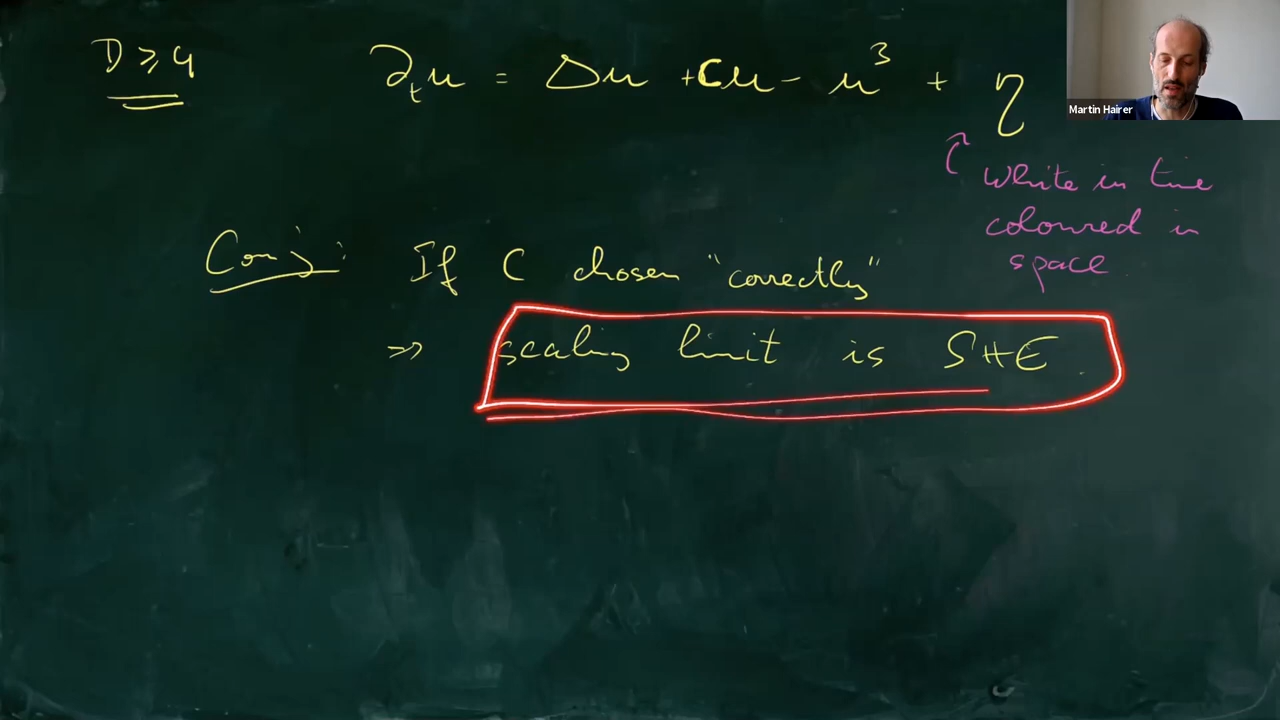 D ⩾ 4
∂ₜu = Δu + Cu − u³ + η
Martin Hairer
White in time
coloured in
space.
Conj: If C chosen "correctly"
⇒ scaling limit is SHE.